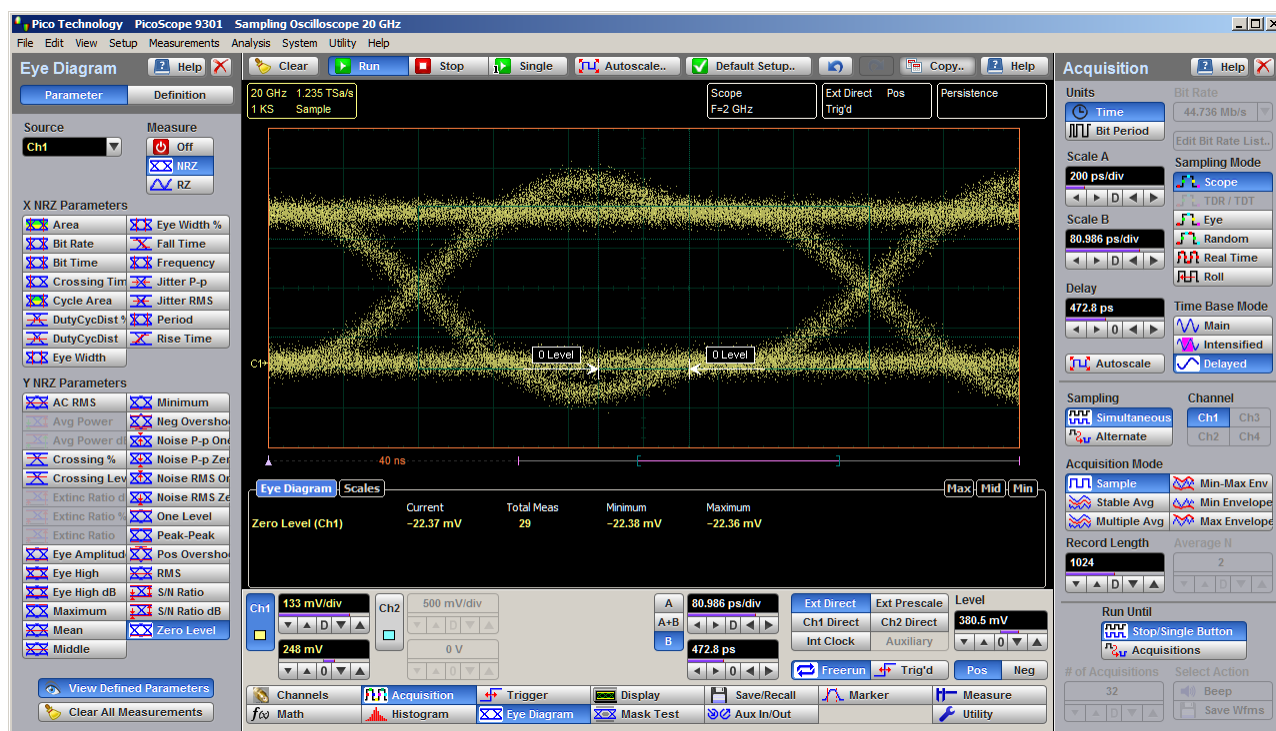 Pico Technology PicoScope 9301 Sampling Oscilloscope 20 GHz
File Edit View Setup Measurements Analysis System Utility Help
Eye Diagram Help
Parameter Definition
Source Measure
Ch1 Off
NRZ
RZ
X NRZ Parameters
Area Eye Width %
Bit Rate Fall Time
Bit Time Frequency
Crossing Tim Jitter P-p
Cycle Area Jitter RMS
DutyCycDist % Period
DutyCycDist Rise Time
Eye Width
Y NRZ Parameters
AC RMS Minimum
Avg Power Neg Oversho
Avg Power dB Noise P-p One
Crossing % Noise P-p Zer
Crossing Lev Noise RMS On
Extinc Ratio d Noise RMS Ze
Extinc Ratio % One Level
Extinc Ratio Peak-Peak
Eye Amplitud Pos Oversho
Eye High RMS
Eye High dB S/N Ratio
Maximum S/N Ratio dB
Mean Zero Level
Middle
View Defined Parameters
Clear All Measurements
Clear Run Stop Single Autoscale.. Default Setup.. Copy.. Help
20 GHz 1.235 TSa/s
1 KS Sample
Scope
F=2 GHz
Ext Direct Pos
Trig'd
Persistence
C1
0 Level 0 Level
40 ns
Eye Diagram Scales Max Mid Min
Current Total Meas Minimum Maximum
Zero Level (Ch1) −22.37 mV 29 −22.38 mV −22.36 mV
Ch1 133 mV/div Ch2 500 mV/div
D D
248 mV 0 V
0 0
A 80.986 ps/div
A+B D
B 472.8 ps
0
Ext Direct Ext Prescale Level
Ch1 Direct Ch2 Direct 380.5 mV
Int Clock Auxiliary 0
Freerun Trig'd Pos Neg
Channels Acquisition Trigger Display Save/Recall Marker Measure
f(x) Math Histogram Eye Diagram Mask Test Aux In/Out Utility
Acquisition Help
Units Bit Rate
Time 44.736 Mb/s
Bit Period Edit Bit Rate List..
Scale A Sampling Mode
200 ps/div Scope
D TDR / TDT
Scale B Eye
80.986 ps/div Random
D Real Time
Roll
Delay
472.8 ps Time Base Mode
0 Main
Intensified
Autoscale Delayed
Sampling Channel
Simultaneous Ch1 Ch3
Alternate Ch2 Ch4
Acquisition Mode
Sample Min-Max Env
Stable Avg Min Envelope
Multiple Avg Max Envelope
Record Length Average N
1024 2
D D
Run Until
Stop/Single Button
Acquisitions
# of Acquisitions Select Action
32 Beep
D Save Wfms